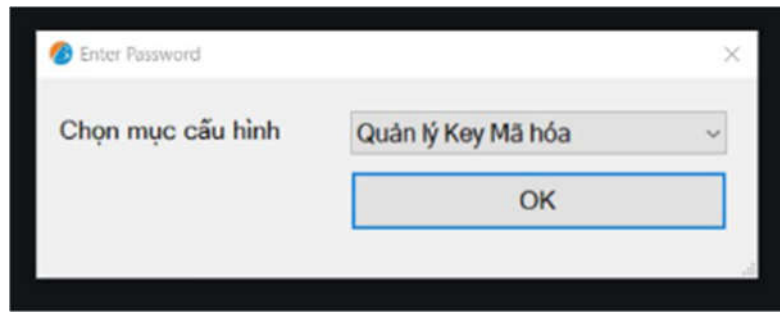 Enter Password
Chọn mục cấu hình
Quản lý Key Mã hóa
OK